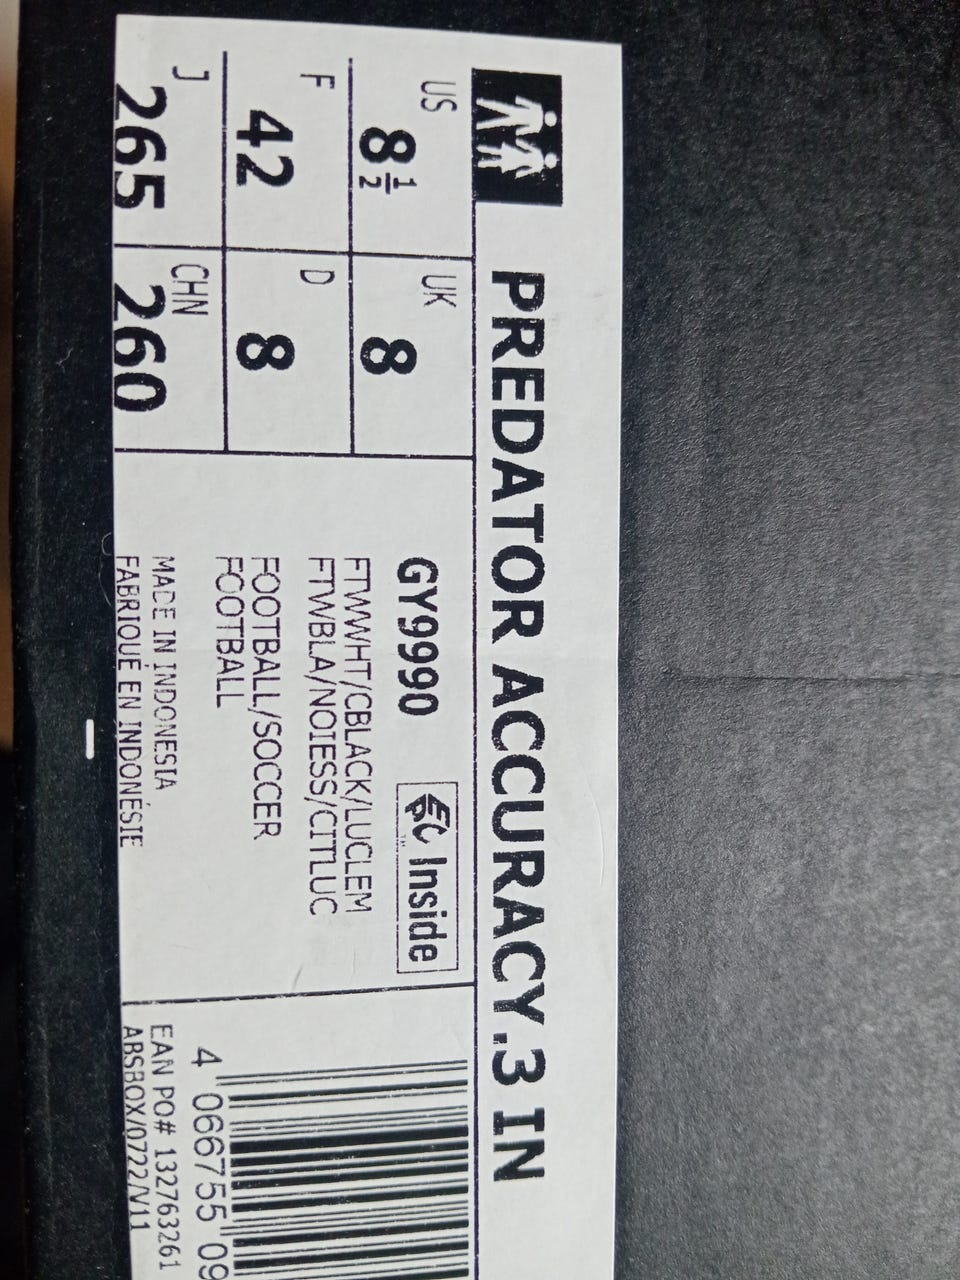 PREDATOR ACCURACY.3 IN
US
8 1/2
UK
8
F
42
D
8
J
265
CHN
260
GY9990
EPC Inside
FTWWHT/CBLACK/LUCLEM
FTWBLA/NOIESS/CITLUC
FOOTBALL/SOCCER
FOOTBALL
MADE IN INDONESIA
FABRIQUÉ EN INDONÉSIE
4 066755 09
EAN PO# 132763261
ABSBOX/0722/V11